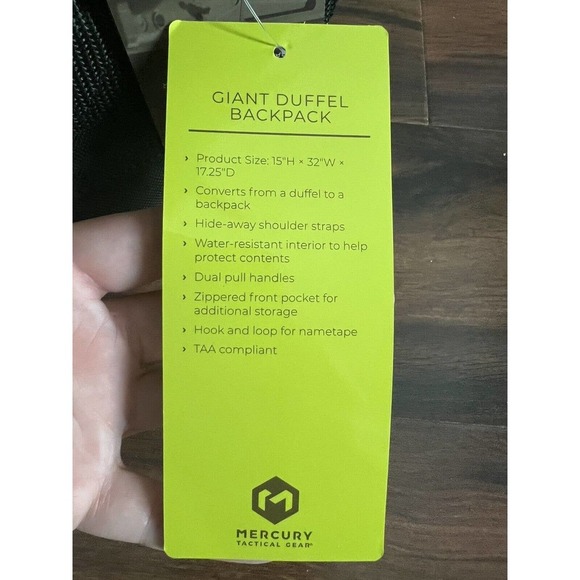 GIANT DUFFEL
BACKPACK
› Product Size: 15"H × 32"W ×
17.25"D
› Converts from a duffel to a
backpack
› Hide-away shoulder straps
› Water-resistant interior to help
protect contents
› Dual pull handles
› Zippered front pocket for
additional storage
› Hook and loop for nametape
› TAA compliant
MERCURY
TACTICAL GEAR®